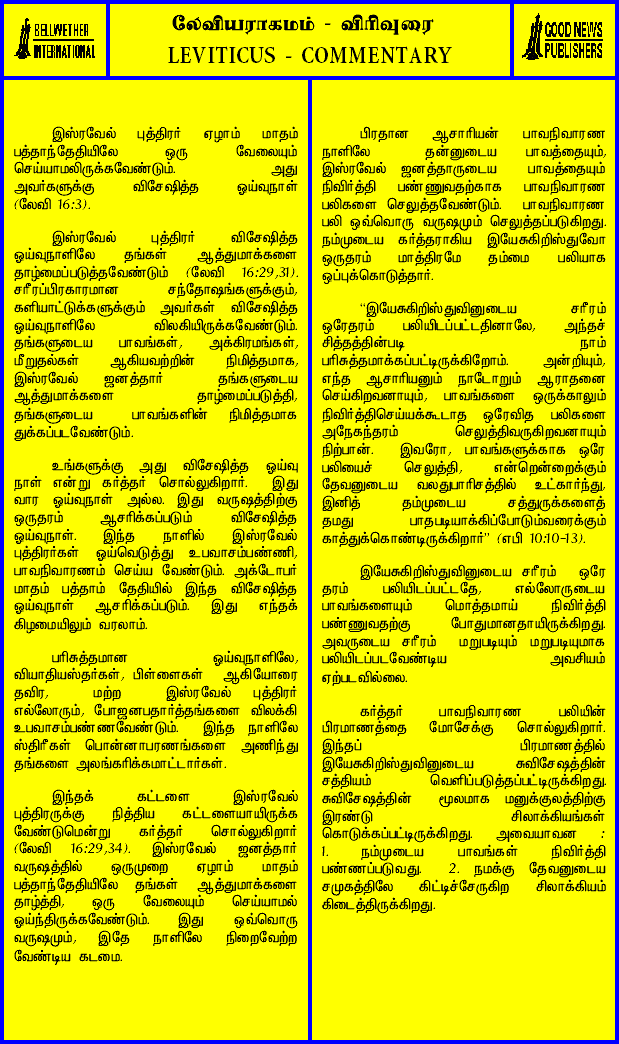 BELLWETHER
INTERNATIONAL
லேவியராகமம் - விரிவுரை
LEVITICUS - COMMENTARY
GOOD NEWS
PUBLISHERS
இஸ்ரவேல் புத்திரர் ஏழாம் மாதம்
பத்தாந்தேதியிலே ஒரு வேலையும்
செய்யாமலிருக்கவேண்டும். அது
அவர்களுக்கு விசேஷித்த ஓய்வுநாள்
(லேவி 16:3).
இஸ்ரவேல் புத்திரர் விசேஷித்த
ஓய்வுநாளிலே தங்கள் ஆத்துமாக்களை
தாழ்மைப்படுத்தவேண்டும் (லேவி 16:29,31).
சரீரப்பிரகாரமான சந்தோஷங்களுக்கும்,
களியாட்டுக்களுக்கும் அவர்கள் விசேஷித்த
ஓய்வுநாளிலே விலகியிருக்கவேண்டும்.
தங்களுடைய பாவங்கள், அக்கிரமங்கள்,
மீறுதல்கள் ஆகியவற்றின் நிமித்தமாக,
இஸ்ரவேல் ஜனத்தார் தங்களுடைய
ஆத்துமாக்களை தாழ்மைப்படுத்தி,
தங்களுடைய பாவங்களின் நிமித்தமாக
துக்கப்படவேண்டும்.
உங்களுக்கு அது விசேஷித்த ஓய்வு
நாள் என்று கர்த்தர் சொல்லுகிறார். இது
வார ஓய்வுநாள் அல்ல. இது வருஷத்திற்கு
ஒருதரம் ஆசரிக்கப்படும் விசேஷித்த
ஓய்வுநாள். இந்த நாளில் இஸ்ரவேல்
புத்திரர்கள் ஓய்வெடுத்து உபவாசம்பண்ணி,
பாவநிவாரணம் செய்ய வேண்டும். அக்டோபர்
மாதம் பத்தாம் தேதியில் இந்த விசேஷித்த
ஓய்வுநாள் ஆசரிக்கப்படும். இது எந்தக்
கிழமையிலும் வரலாம்.
பரிசுத்தமான ஓய்வுநாளிலே,
வியாதியஸ்தர்கள், பிள்ளைகள் ஆகியோரை
தவிர, மற்ற இஸ்ரவேல் புத்திரர்
எல்லோரும், போஜனபதார்த்தங்களை விலக்கி
உபவாசம்பண்ணவேண்டும். இந்த நாளிலே
ஸ்திரீகள் பொன்னாபரணங்களை அணிந்து
தங்களை அலங்கரிக்கமாட்டார்கள்.
இந்தக் கட்டளை இஸ்ரவேல்
புத்திரருக்கு நித்திய கட்டளையாயிருக்க
வேண்டுமென்று கர்த்தர் சொல்லுகிறார்
(லேவி 16:29,34). இஸ்ரவேல் ஜனத்தார்
வருஷத்தில் ஒருமுறை ஏழாம் மாதம்
பத்தாந்தேதியிலே தங்கள் ஆத்துமாக்களை
தாழ்த்தி, ஒரு வேலையும் செய்யாமல்
ஓய்ந்திருக்கவேண்டும். இது ஒவ்வொரு
வருஷமும், இதே நாளிலே நிறைவேற்ற
வேண்டிய கடமை.
பிரதான ஆசாரியன் பாவநிவாரண
நாளிலே தன்னுடைய பாவத்தையும்,
இஸ்ரவேல் ஜனத்தாருடைய பாவத்தையும்
நிவிர்த்தி பண்ணுவதற்காக பாவநிவாரண
பலிகளை செலுத்தவேண்டும். பாவநிவாரண
பலி ஒவ்வொரு வருஷமும் செலுத்தப்படுகிறது.
நம்முடைய கர்த்தராகிய இயேசுகிறிஸ்துவோ
ஒருதரம் மாத்திரமே தம்மை பலியாக
ஒப்புக்கொடுத்தார்.
"இயேசுகிறிஸ்துவினுடைய சரீரம்
ஒரேதரம் பலியிடப்பட்டதினாலே, அந்தச்
சித்தத்தின்படி நாம்
பரிசுத்தமாக்கப்பட்டிருக்கிறோம். அன்றியும்,
எந்த ஆசாரியனும் நாடோறும் ஆராதனை
செய்கிறவனாயும், பாவங்களை ஒருக்காலும்
நிவிர்த்திசெய்யக்கூடாத ஒரேவித பலிகளை
அநேகந்தரம் செலுத்திவருகிறவனாயும்
நிற்பான். இவரோ, பாவங்களுக்காக ஒரே
பலியைச் செலுத்தி, என்றென்றைக்கும்
தேவனுடைய வலதுபாரிசத்தில் உட்கார்ந்து,
இனித் தம்முடைய சத்துருக்களைத்
தமது பாதபடியாக்கிப்போடும்வரைக்கும்
காத்துக்கொண்டிருக்கிறார்" (எபி 10:10-13).
இயேசுகிறிஸ்துவினுடைய சரீரம் ஒரே
தரம் பலியிடப்பட்டதே, எல்லோருடைய
பாவங்களையும் மொத்தமாய் நிவிர்த்தி
பண்ணுவதற்கு போதுமானதாயிருக்கிறது.
அவருடைய சரீரம் மறுபடியும் மறுபடியுமாக
பலியிடப்படவேண்டிய அவசியம்
ஏற்படவில்லை.
கர்த்தர் பாவநிவாரண பலியின்
பிரமாணத்தை மோசேக்கு சொல்லுகிறார்.
இந்தப் பிரமாணத்தில்
இயேசுகிறிஸ்துவினுடைய சுவிசேஷத்தின்
சத்தியம் வெளிப்படுத்தப்பட்டிருக்கிறது.
சுவிசேஷத்தின் மூலமாக மனுக்குலத்திற்கு
இரண்டு சிலாக்கியங்கள்
கொடுக்கப்பட்டிருக்கிறது. அவையாவன :
1. நம்முடைய பாவங்கள் நிவிர்த்தி
பண்ணப்படுவது. 2. நமக்கு தேவனுடைய
சமுகத்திலே கிட்டிச்சேருகிற சிலாக்கியம்
கிடைத்திருக்கிறது.